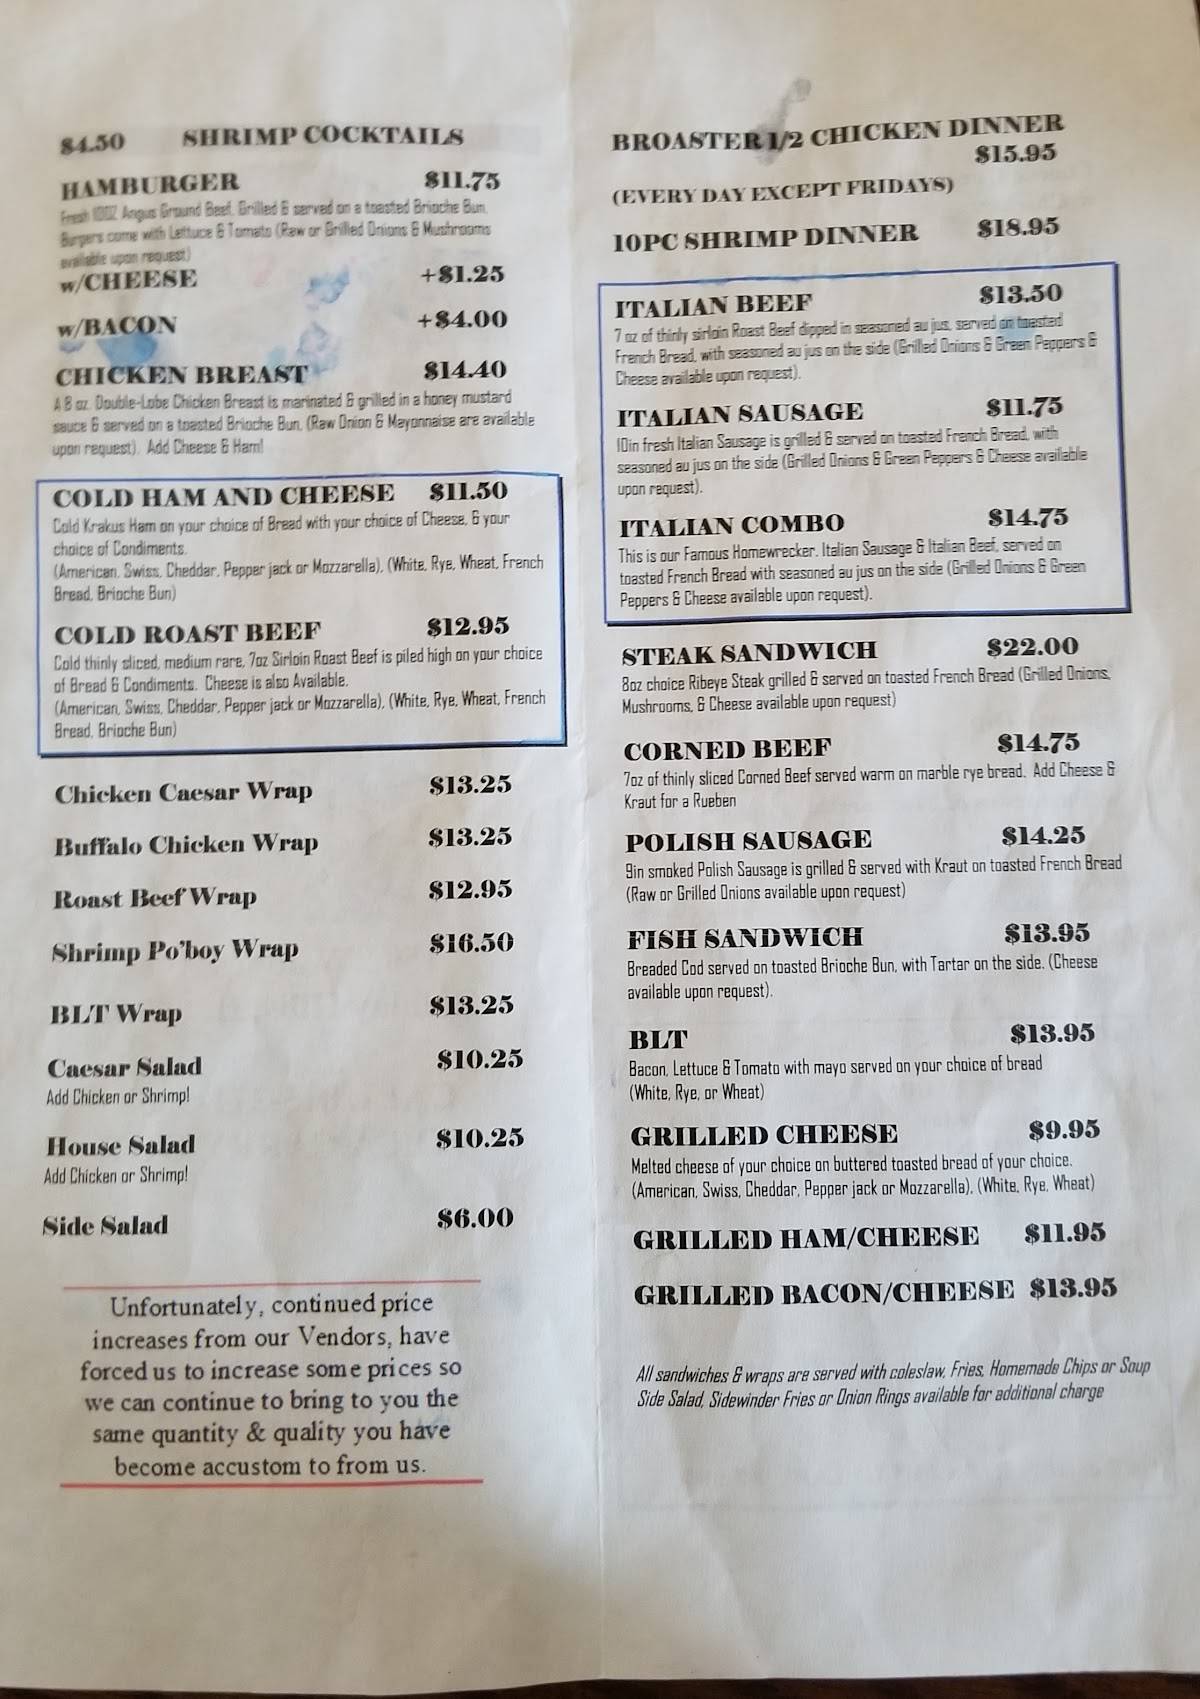 $4.50 SHRIMP COCKTAILS
HAMBURGER $11.75
Fresh 10OZ Angus Ground Beef, Grilled & served on a toasted Brioche Bun,
Burgers come with Lettuce & Tomato (Raw or Grilled Onions & Mushrooms
available upon request)
w/CHEESE +$1.25
w/BACON +$4.00
CHICKEN BREAST $14.40
A 8 oz. Double-Lobe Chicken Breast is marinated & grilled in a honey mustard
sauce & served on a toasted Brioche Bun, (Raw Onion & Mayonnaise are available
upon request). Add Cheese & Ham!
COLD HAM AND CHEESE $11.50
Cold Krakus Ham on your choice of Bread with your choice of Cheese, & your
choice of Condiments.
(American, Swiss, Cheddar, Pepper jack or Mozzarella), (White, Rye, Wheat, French
Bread, Brioche Bun)
COLD ROAST BEEF $12.95
Cold thinly sliced, medium rare, 7oz Sirloin Roast Beef is piled high on your choice
of Bread & Condiments. Cheese is also Available.
(American, Swiss, Cheddar, Pepper jack or Mozzarella), (White, Rye, Wheat, French
Bread, Brioche Bun)
Chicken Caesar Wrap $13.25
Buffalo Chicken Wrap $13.25
Roast Beef Wrap $12.95
Shrimp Po'boy Wrap $16.50
BLT Wrap $13.25
Caesar Salad $10.25
Add Chicken or Shrimp!
House Salad $10.25
Add Chicken or Shrimp!
Side Salad $6.00
Unfortunately, continued price
increases from our Vendors, have
forced us to increase some prices so
we can continue to bring to you the
same quantity & quality you have
become accustom to from us.
BROASTER 1/2 CHICKEN DINNER
$15.95
(EVERY DAY EXCEPT FRIDAYS)
10PC SHRIMP DINNER $18.95
ITALIAN BEEF $13.50
7 oz of thinly sirloin Roast Beef dipped in seasoned au jus, served on toasted
French Bread, with seasoned au jus on the side (Grilled Onions & Green Peppers &
Cheese available upon request).
ITALIAN SAUSAGE $11.75
10in fresh Italian Sausage is grilled & served on toasted French Bread, with
seasoned au jus on the side (Grilled Onions & Green Peppers & Cheese available
upon request).
ITALIAN COMBO $14.75
This is our Famous Homewrecker. Italian Sausage & Italian Beef, served on
toasted French Bread with seasoned au jus on the side (Grilled Onions & Green
Peppers & Cheese available upon request).
STEAK SANDWICH $22.00
8oz choice Ribeye Steak grilled & served on toasted French Bread (Grilled Onions,
Mushrooms, & Cheese available upon request)
CORNED BEEF $14.75
7oz of thinly sliced Corned Beef served warm on marble rye bread. Add Cheese &
Kraut for a Rueben
POLISH SAUSAGE $14.25
9in smoked Polish Sausage is grilled & served with Kraut on toasted French Bread
(Raw or Grilled Onions available upon request)
FISH SANDWICH $13.95
Breaded Cod served on toasted Brioche Bun, with Tartar on the side. (Cheese
available upon request).
BLT $13.95
Bacon, Lettuce & Tomato with mayo served on your choice of bread
(White, Rye, or Wheat)
GRILLED CHEESE $9.95
Melted cheese of your choice on buttered toasted bread of your choice.
(American, Swiss, Cheddar, Pepper jack or Mozzarella), (White, Rye, Wheat)
GRILLED HAM/CHEESE $11.95
GRILLED BACON/CHEESE $13.95
All sandwiches & wraps are served with coleslaw, Fries, Homemade Chips or Soup
Side Salad, Sidewinder Fries or Onion Rings available for additional charge